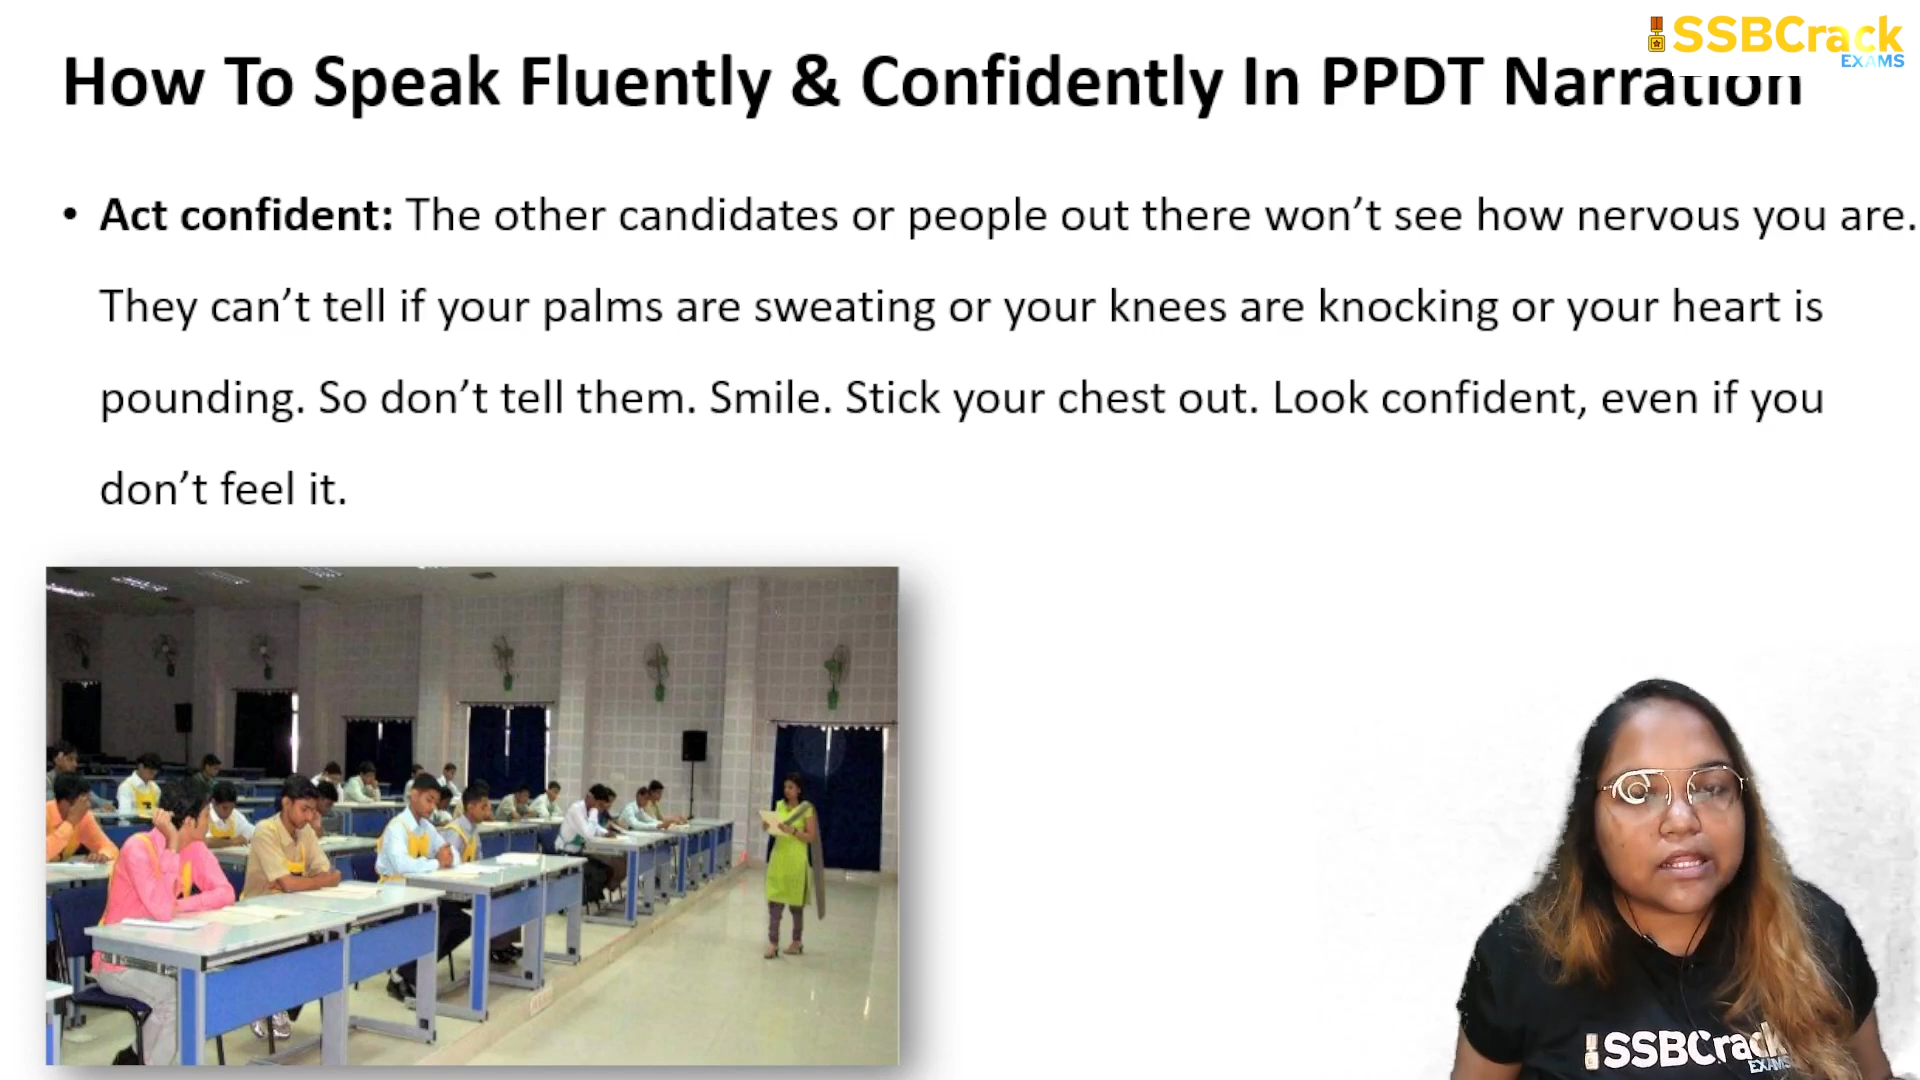 SSBCrack
EXAMS
How To Speak Fluently & Confidently In PPDT Narration
• Act confident: The other candidates or people out there won’t see how nervous you are.
They can’t tell if your palms are sweating or your knees are knocking or your heart is
pounding. So don’t tell them. Smile. Stick your chest out. Look confident, even if you
don’t feel it.
SSBCrack
EXAMS